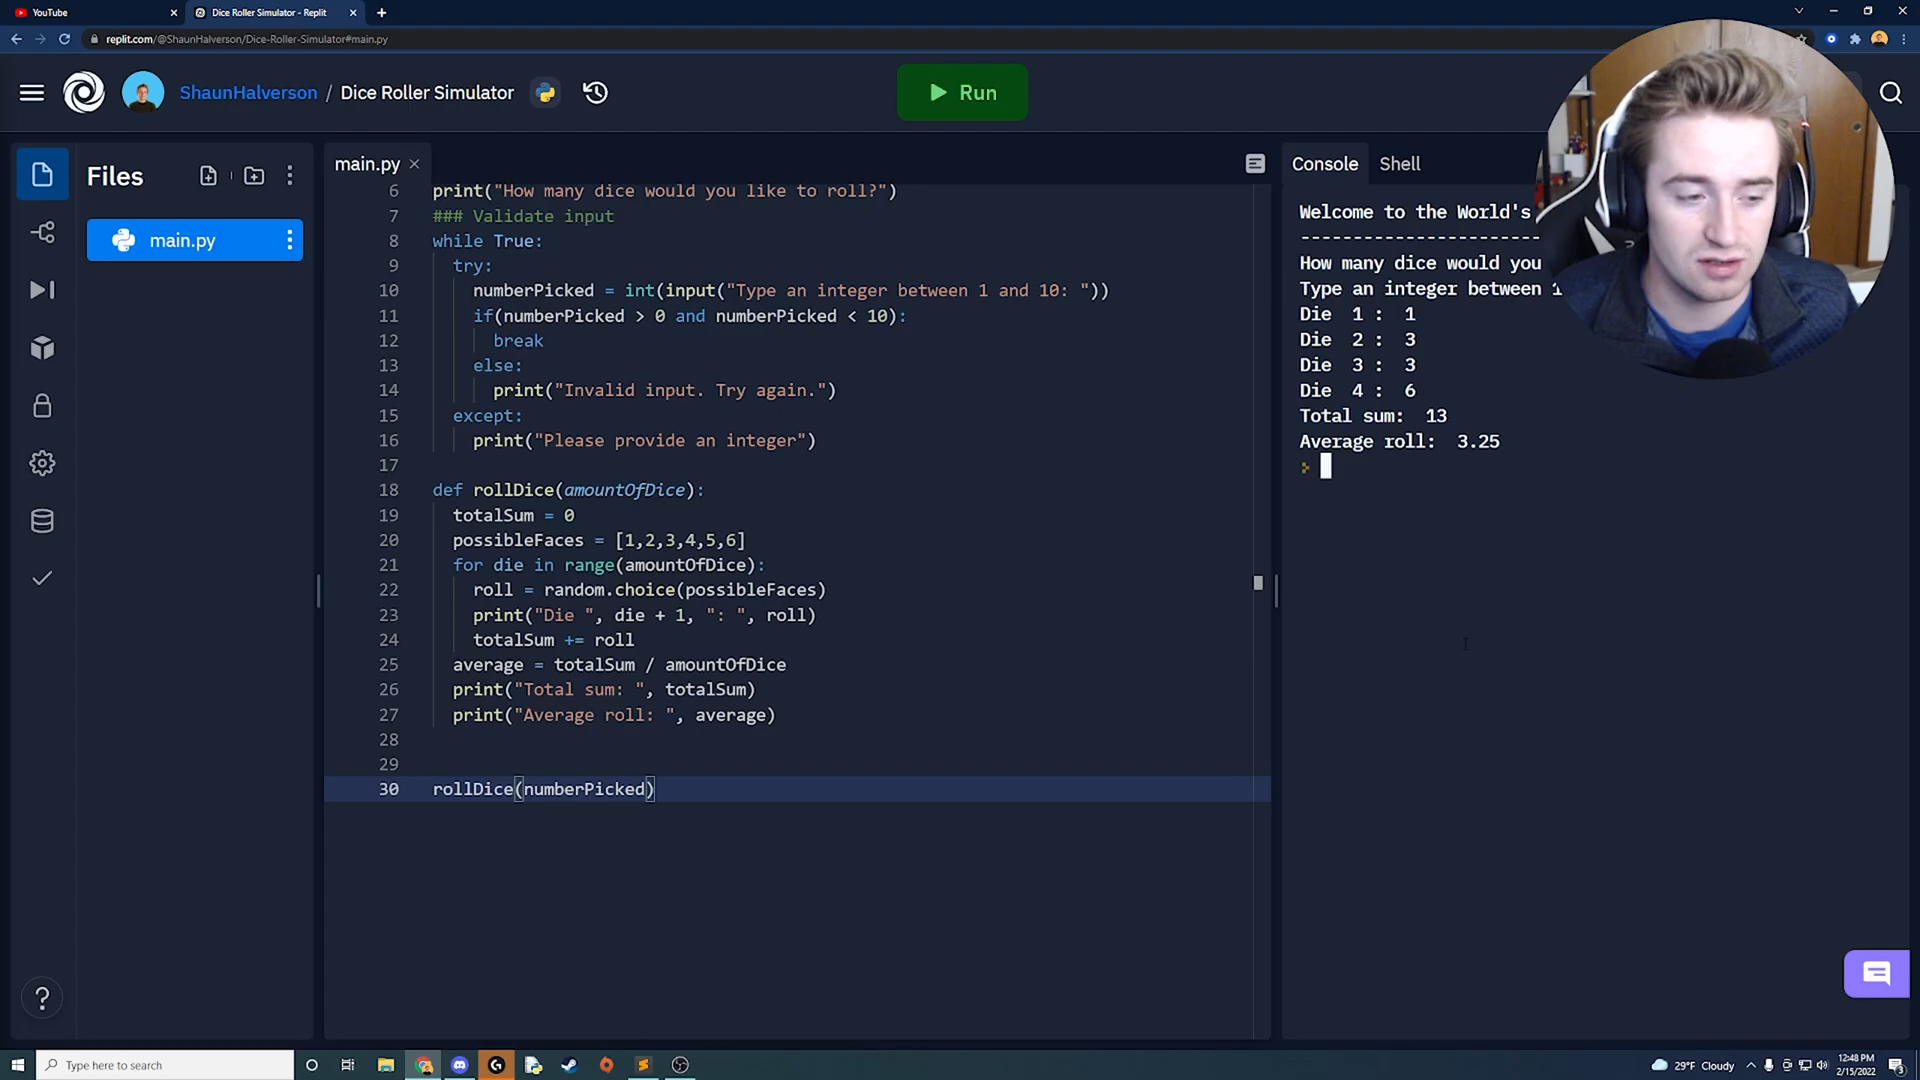 YouTube
Dice Roller Simulator - Replit
replit.com/@ShaunHalverson/Dice-Roller-Simulator#main.py
ShaunHalverson / Dice Roller Simulator
Run
Files
main.py
main.py
6 print("How many dice would you like to roll?")
7 ### Validate input
8 while True:
9 try:
10 numberPicked = int(input("Type an integer between 1 and 10: "))
11 if(numberPicked > 0 and numberPicked < 10):
12 break
13 else:
14 print("Invalid input. Try again.")
15 except:
16 print("Please provide an integer")
17
18 def rollDice(amountOfDice):
19 totalSum = 0
20 possibleFaces = [1,2,3,4,5,6]
21 for die in range(amountOfDice):
22 roll = random.choice(possibleFaces)
23 print("Die ", die + 1, ": ", roll)
24 totalSum += roll
25 average = totalSum / amountOfDice
26 print("Total sum: ", totalSum)
27 print("Average roll: ", average)
28
29
30 rollDice(numberPicked)
Console Shell
Welcome to the World's
---------------------
How many dice would you
Type an integer between 1
Die 1 : 1
Die 2 : 3
Die 3 : 3
Die 4 : 6
Total sum: 13
Average roll: 3.25
Type here to search
29°F Cloudy
12:48 PM
2/15/2022